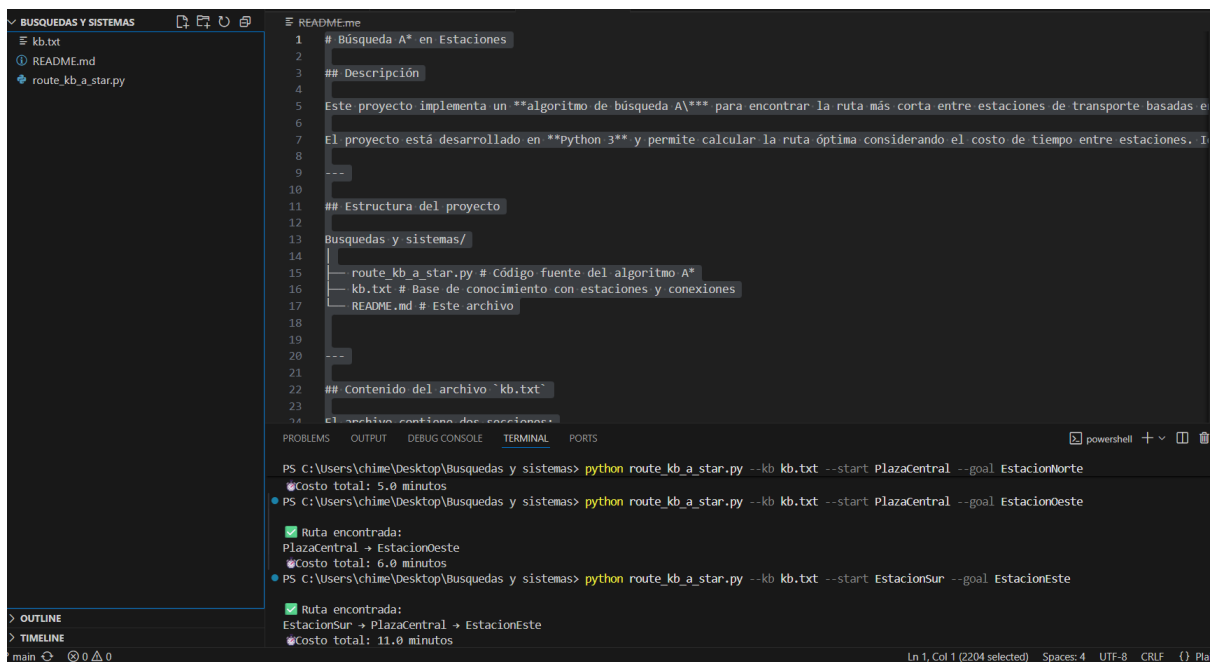 BUSQUEDAS Y SISTEMAS
kb.txt
README.md
route_kb_a_star.py
OUTLINE
TIMELINE
README.me
1 # Búsqueda A* en Estaciones
2
3 ## Descripción
4
5 Este proyecto implementa un **algoritmo de búsqueda A\*** para encontrar la ruta más corta entre estaciones de transporte basadas e
6
7 El proyecto está desarrollado en **Python 3** y permite calcular la ruta óptima considerando el costo de tiempo entre estaciones. I
8
9 ---
10
11 ## Estructura del proyecto
12
13 Busquedas y sistemas/
14 │
15 ├── route_kb_a_star.py # Código fuente del algoritmo A*
16 ├── kb.txt # Base de conocimiento con estaciones y conexiones
17 └── README.md # Este archivo
18
19
20 ---
21
22 ## Contenido del archivo `kb.txt`
23
24 El archivo contiene dos secciones:
PROBLEMS OUTPUT DEBUG CONSOLE TERMINAL PORTS powershell
PS C:\Users\chime\Desktop\Busquedas y sistemas> python route_kb_a_star.py --kb kb.txt --start PlazaCentral --goal EstacionNorte
Costo total: 5.0 minutos
PS C:\Users\chime\Desktop\Busquedas y sistemas> python route_kb_a_star.py --kb kb.txt --start PlazaCentral --goal EstacionOeste
✅ Ruta encontrada:
PlazaCentral → EstacionOeste
Costo total: 6.0 minutos
PS C:\Users\chime\Desktop\Busquedas y sistemas> python route_kb_a_star.py --kb kb.txt --start EstacionSur --goal EstacionEste
✅ Ruta encontrada:
EstacionSur → PlazaCentral → EstacionEste
Costo total: 11.0 minutos
main 0 0 Ln 1, Col 1 (2204 selected) Spaces: 4 UTF-8 CRLF {} Pla